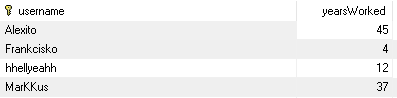 username yearsWorked
Alexito 45
Frankcisko 4
hhellyeahh 12
MarKKus 37